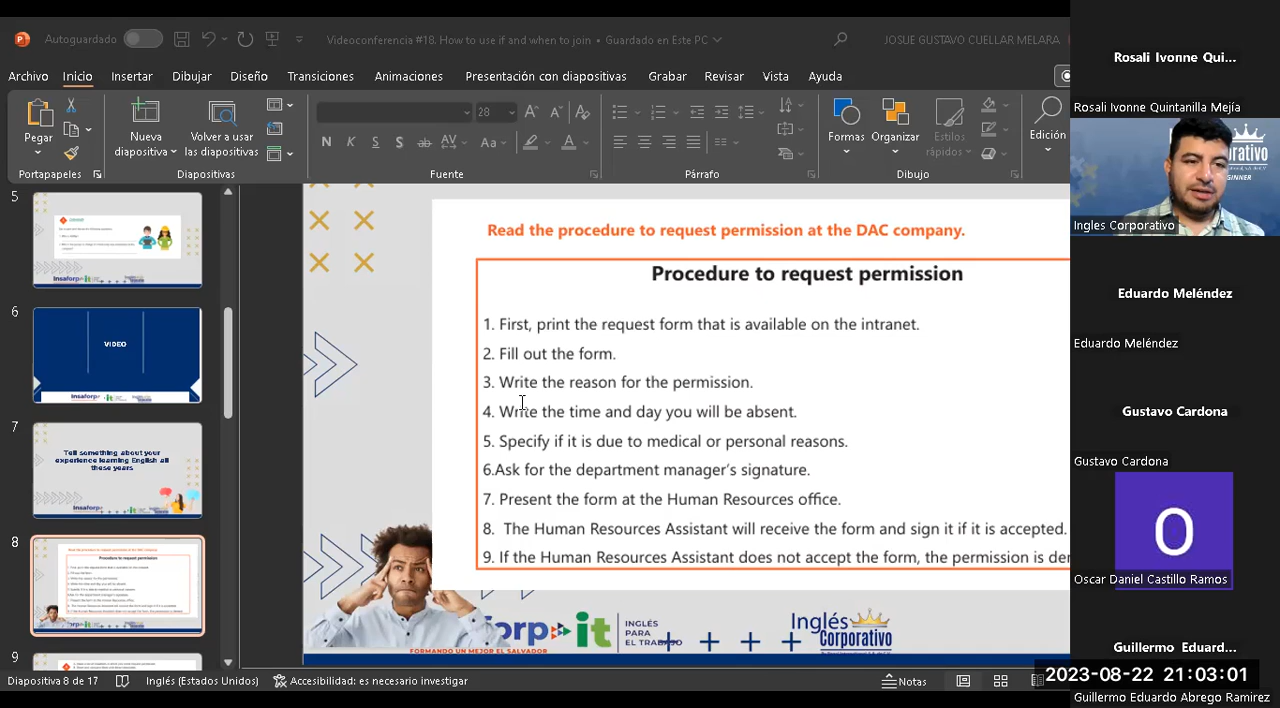 Autoguardado
Videoconferencia #18. How to use if and when to join • Guardado en Este PC
JOSUE GUSTAVO CUELLAR MELARA
Archivo Inicio Insertar Dibujar Diseño Transiciones Animaciones Presentación con diapositivas Grabar Revisar Vista Ayuda
Pegar
Nueva diapositiva
Volver a usar las diapositivas
28
N K S S ab AV Aa A
Formas Organizar Estilos rápidos Edición
Portapapeles Diapositivas Fuente Párrafo Dibujo
5
6
VIDEO
7
Tell something about your
experience learning English all
these years
8
9
Read the procedure to request permission at the DAC company.
Procedure to request permission
1. First, print the request form that is available on the intranet.
2. Fill out the form.
3. Write the reason for the permission.
4. Write the time and day you will be absent.
5. Specify if it is due to medical or personal reasons.
6.Ask for the department manager's signature.
7. Present the form at the Human Resources office.
8. The Human Resources Assistant will receive the form and sign it if it is accepted.
9. If the Human Resources Assistant does not accept the form, the permission is
INGLÉS
PARA
EL TRABAJO
FORMANDO UN MEJOR EL SALVADOR
Inglés
Corporativo
Diapositiva 8 de 17
Inglés (Estados Unidos)
Accesibilidad: es necesario investigar
Notas
Rosali Ivonne Qui...
Rosali Ivonne Quintanilla Mejía
Ingles Corporativo
Eduardo Meléndez
Eduardo Meléndez
Gustavo Cardona
Gustavo Cardona
O
Oscar Daniel Castillo Ramos
Guillermo Eduard...
2023-08-22 21:03:01
Guillermo Eduardo Abrego Ramirez